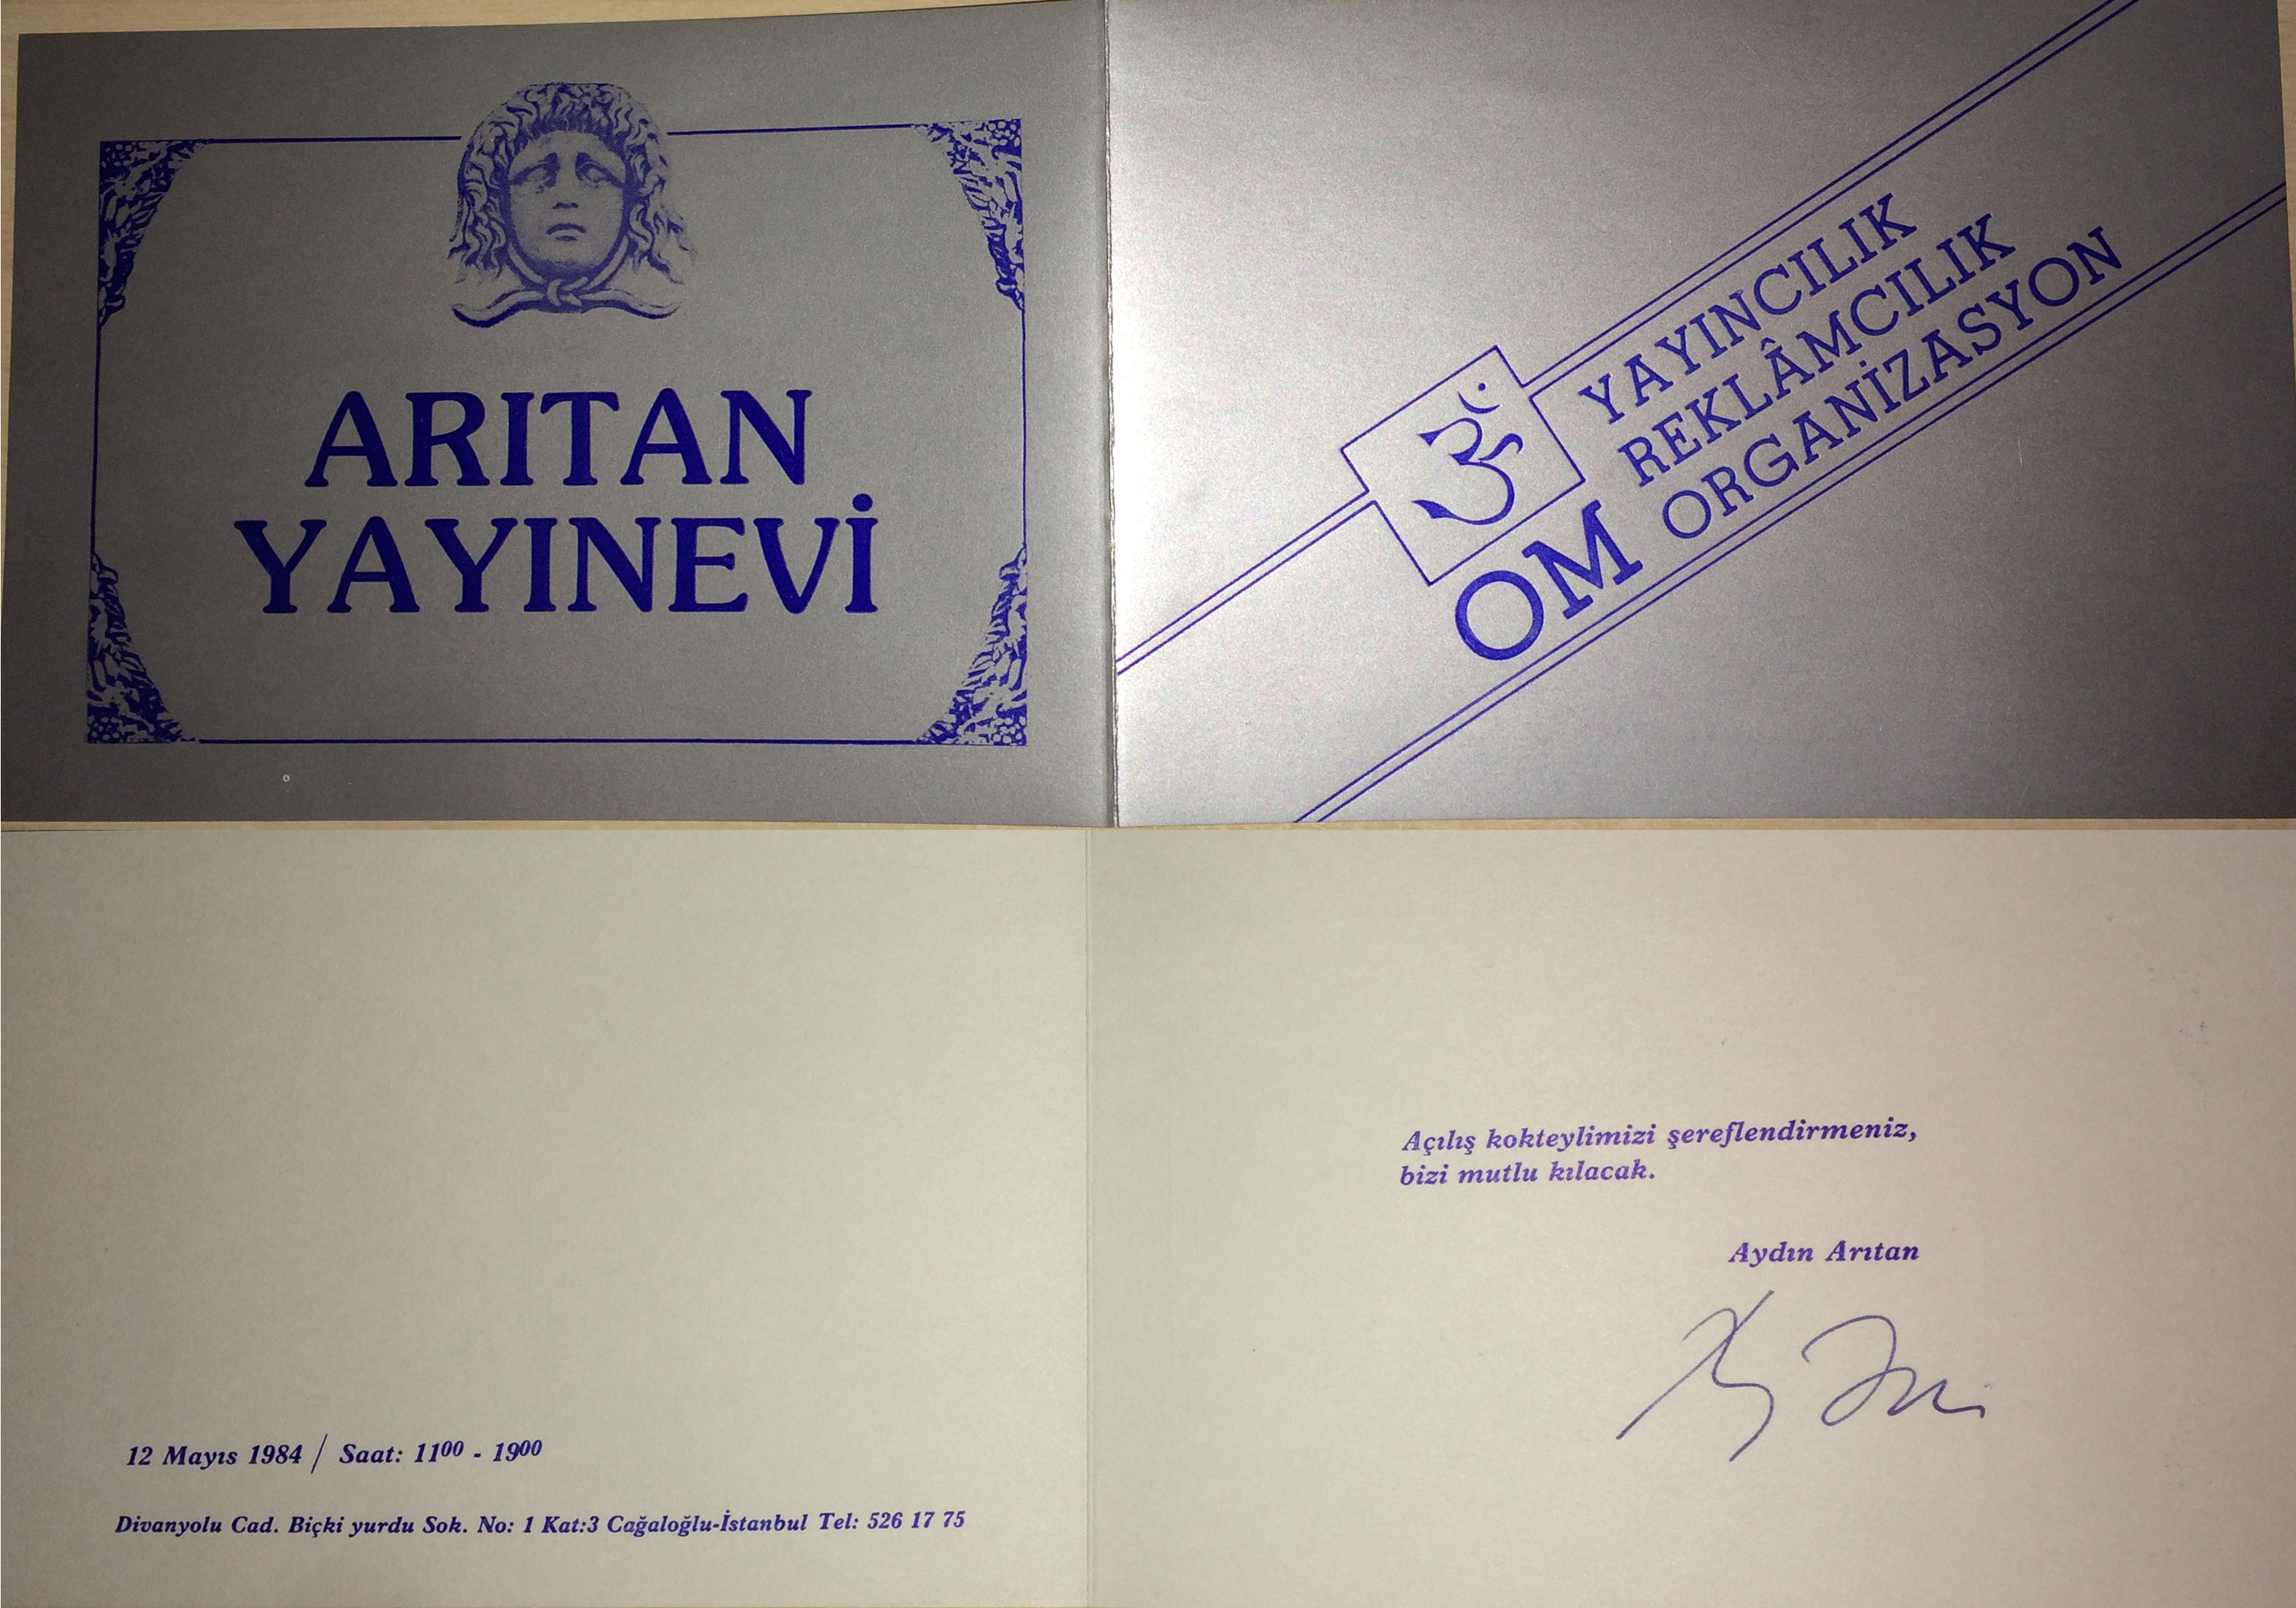 ARITAN
YAYINEVİ
ॐ
YAYINCILIK
REKLÂMCILIK
OM ORGANİZASYON
12 Mayıs 1984 / Saat: 11⁰⁰ - 19⁰⁰
Divanyolu Cad. Biçki yurdu Sok. No: 1 Kat:3 Cağaloğlu-İstanbul Tel: 526 17 75
Açılış kokteylimizi şereflendirmeniz,
bizi mutlu kılacak.
Aydın Arıtan